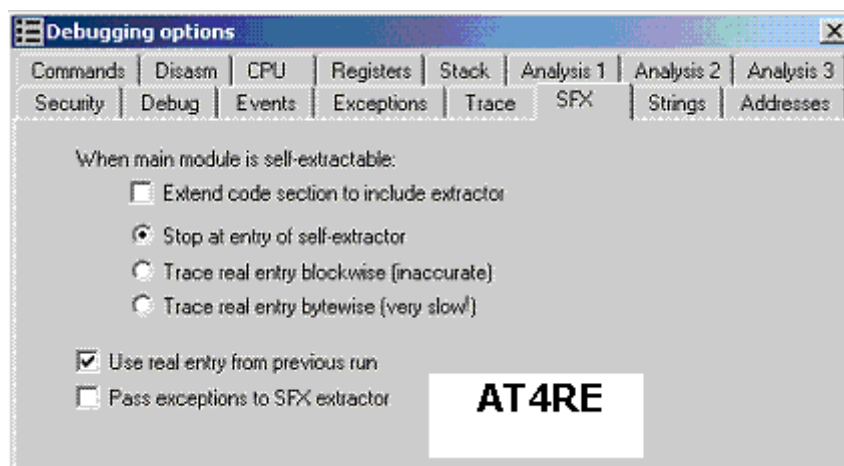 Debugging options
Commands Disasm CPU Registers Stack Analysis 1 Analysis 2 Analysis 3
Security Debug Events Exceptions Trace SFX Strings Addresses
When main module is self-extractable:
Extend code section to include extractor
Stop at entry of self-extractor
Trace real entry blockwise (inaccurate)
Trace real entry bytewise (very slow!)
Use real entry from previous run
Pass exceptions to SFX extractor
AT4RE